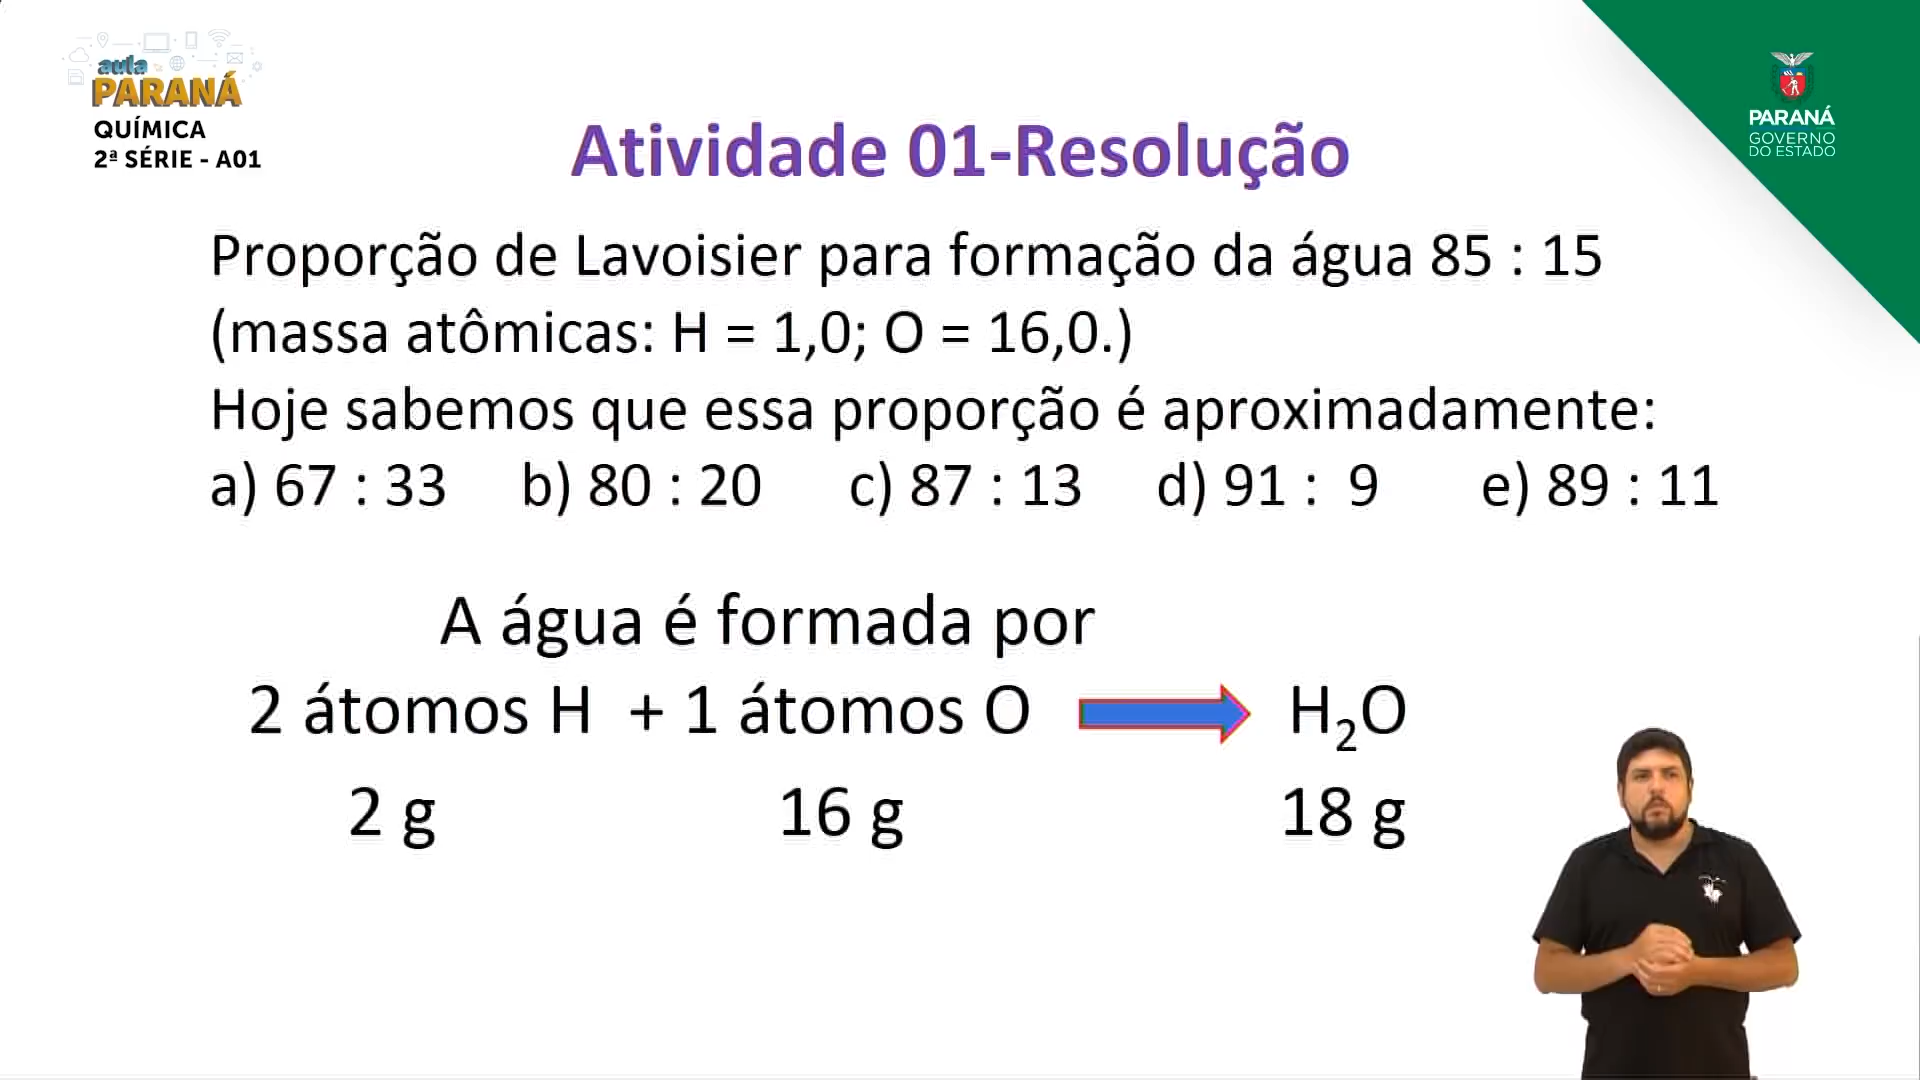 aula
PARANÁ
QUÍMICA
2ª SÉRIE - A01
PARANÁ
GOVERNO
DO ESTADO
Atividade 01-Resolução
Proporção de Lavoisier para formação da água 85 : 15
(massa atômicas: H = 1,0; O = 16,0.)
Hoje sabemos que essa proporção é aproximadamente:
a) 67 : 33 b) 80 : 20 c) 87 : 13 d) 91 : 9 e) 89 : 11
A água é formada por
2 átomos H + 1 átomos O H₂O
2 g 16 g 18 g